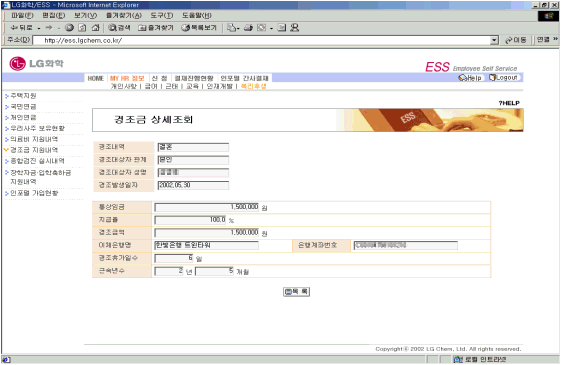 LG화학/ESS - Microsoft Internet Explorer
파일(F) 편집(E) 보기(V) 즐겨찾기(A) 도구(T) 도움말(H)
뒤로 검색 즐겨찾기 목록보기
주소(D) http://ess.lgchem.co.kr/ 이동 연결 »
LG화학
ESS Employee Self Service
Help Logout
HOME | MY HR 정보 | 신 청 | 결재진행현황 | 인포멀 간사결재
개인사항 | 급여 | 근태 | 교육 | 인재개발 | 복리후생
?HELP
주택지원
국민연금
개인연금
우리사주 보유현황
의료비 지원내역
경조금 지원내역
종합검진 실시내역
장학자금·입학축하금
지원내역
인포멀 가입현황
경조금 상세조회
ESS
경조내역 결혼
경조대상자 관계 본인
경조대상자 성명
경조발생일자 2002.05.30
통상임금 1,500,000 원
지급률 100.0 %
경조금액 1,500,000 원
이체은행명 한빛은행 트윈타워 은행계좌번호
경조휴가일수 6 일
근속년수 2 년 5 개월
목 록
Copyright© 2002 LG Chem, Ltd. All rights reserved.
로컬 인트라넷